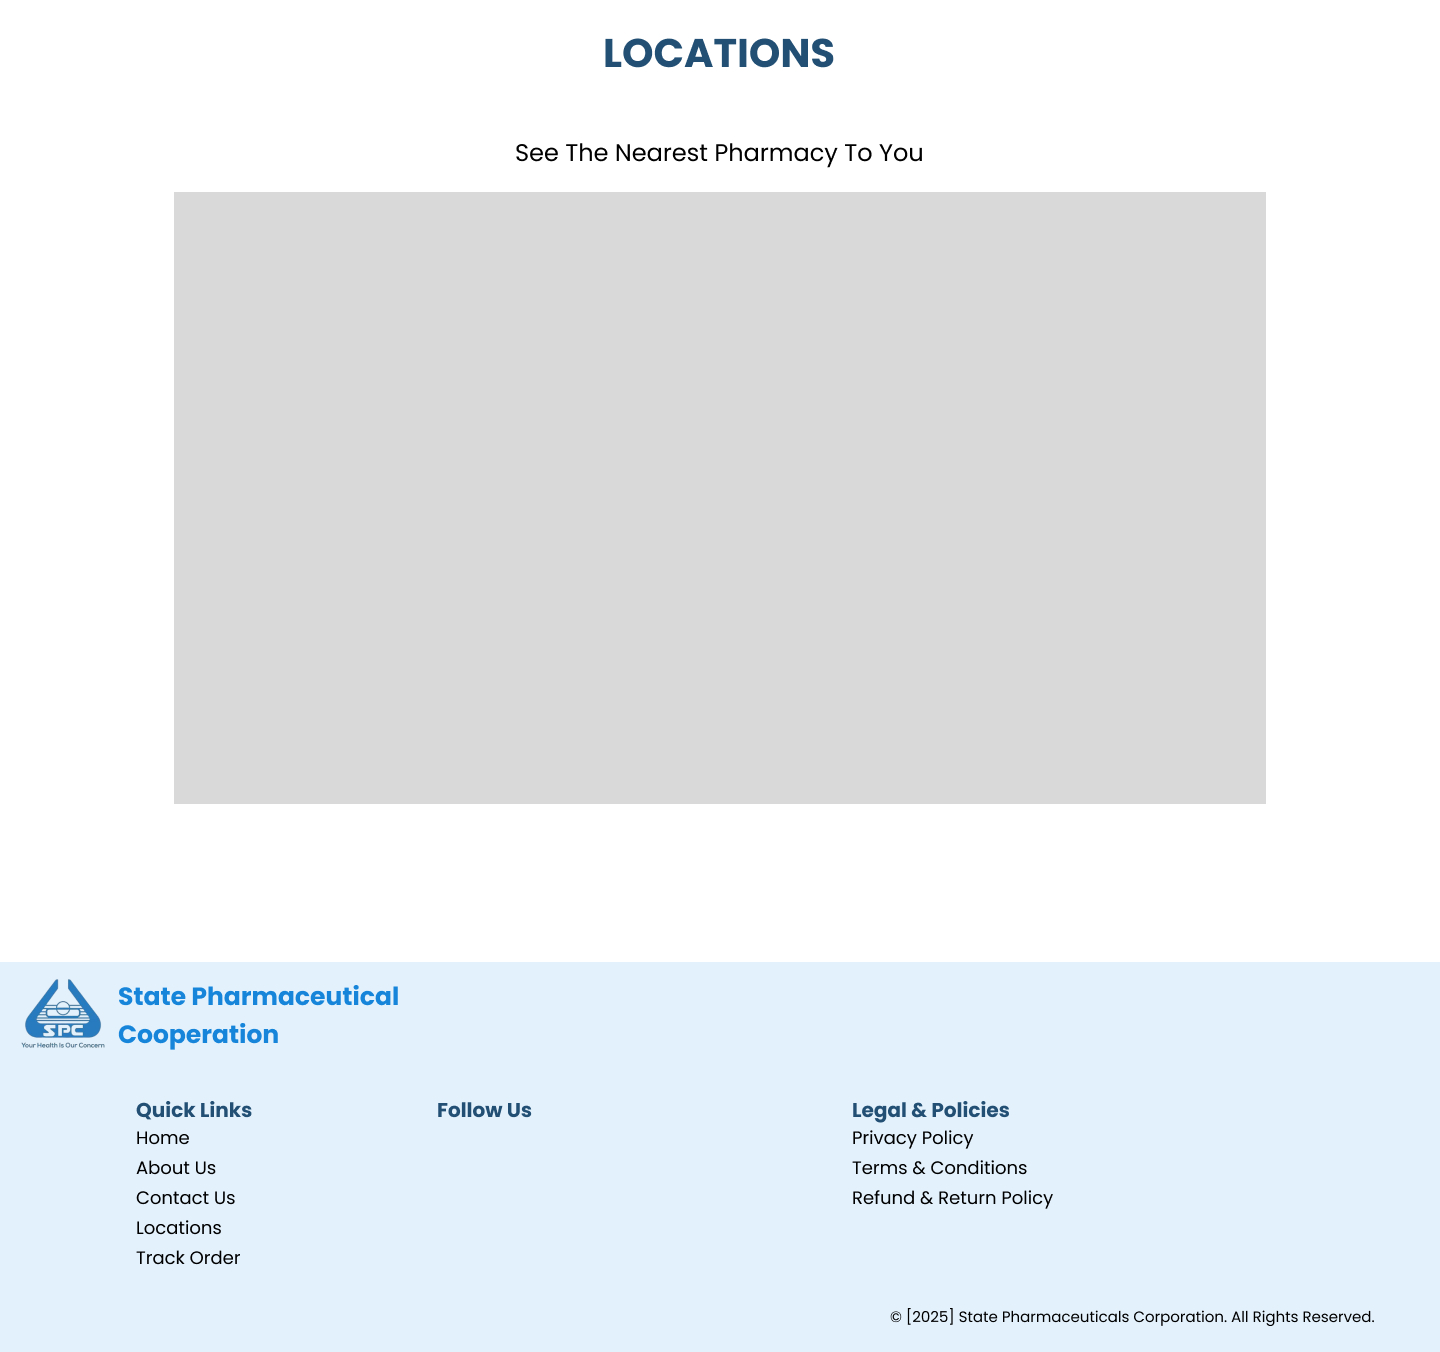 LOCATIONS
See The Nearest Pharmacy To You
State Pharmaceutical
Cooperation
SPC
Your Health Is Our Concern
Quick Links
Home
About Us
Contact Us
Locations
Track Order
Follow Us
Legal & Policies
Privacy Policy
Terms & Conditions
Refund & Return Policy
© [2025] State Pharmaceuticals Corporation. All Rights Reserved.